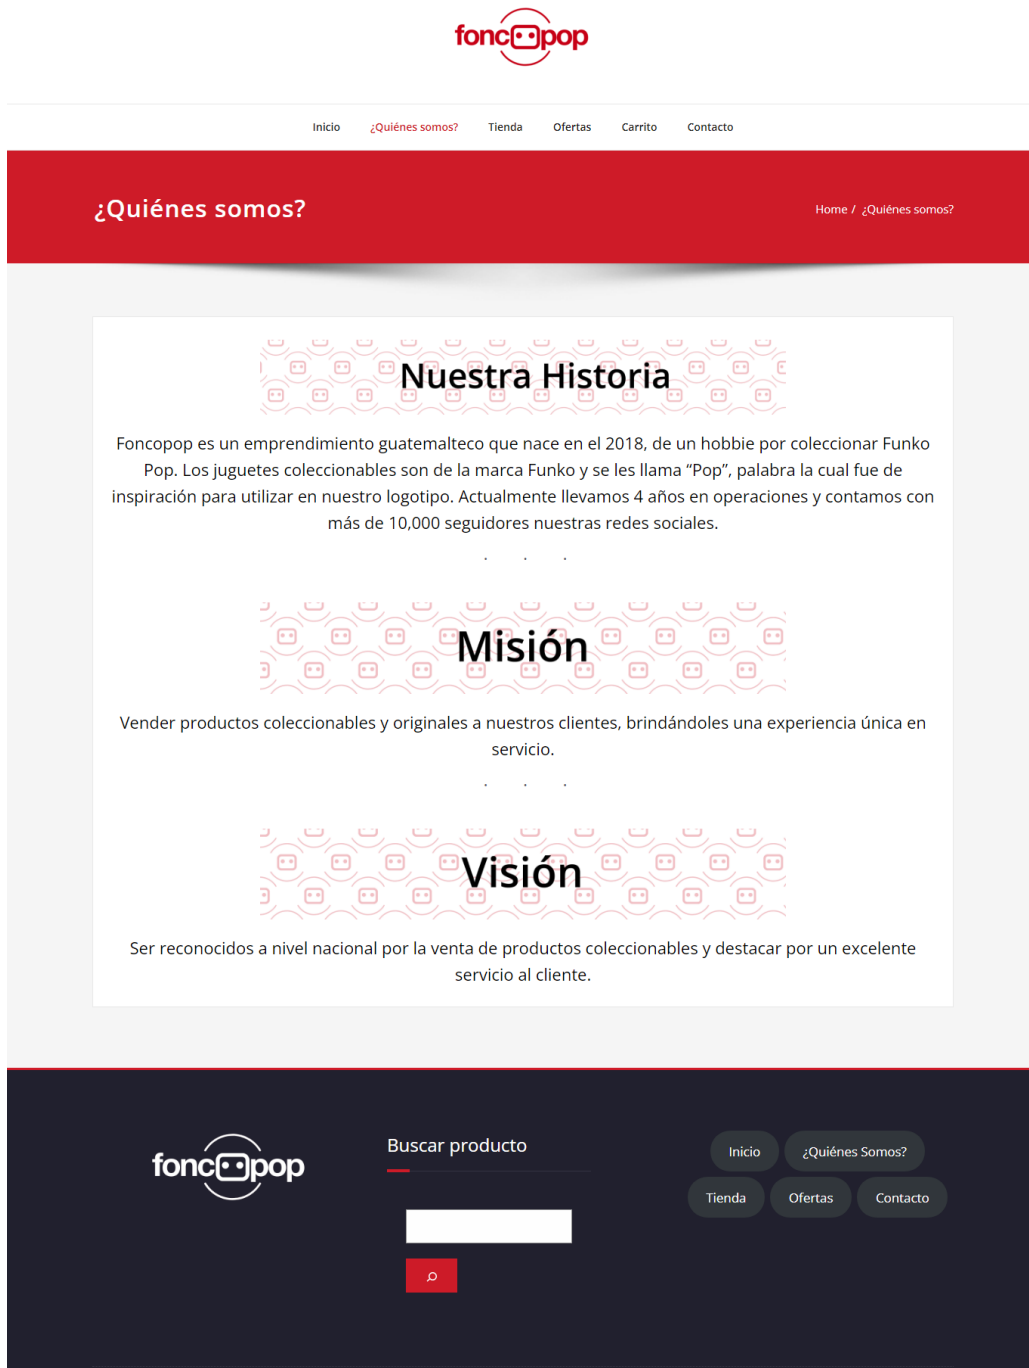 foncopop
Inicio ¿Quiénes somos? Tienda Ofertas Carrito Contacto
¿Quiénes somos?
Home / ¿Quiénes somos?
Nuestra Historia
Foncopop es un emprendimiento guatemalteco que nace en el 2018, de un hobbie por coleccionar Funko
Pop. Los juguetes coleccionables son de la marca Funko y se les llama “Pop”, palabra la cual fue de
inspiración para utilizar en nuestro logotipo. Actualmente llevamos 4 años en operaciones y contamos con
más de 10,000 seguidores nuestras redes sociales.
. . .
Misión
Vender productos coleccionables y originales a nuestros clientes, brindándoles una experiencia única en
servicio.
. . .
Visión
Ser reconocidos a nivel nacional por la venta de productos coleccionables y destacar por un excelente
servicio al cliente.
foncopop
Buscar producto
Inicio ¿Quiénes Somos?
Tienda Ofertas Contacto